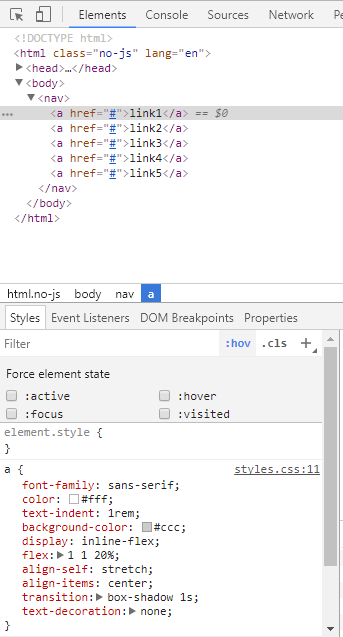 Elements Console Sources Network Pe
<!DOCTYPE html>
<html class="no-js" lang="en">
<head>…</head>
<body>
<nav>
… <a href="#">link1</a> == $0
<a href="#">link2</a>
<a href="#">link3</a>
<a href="#">link4</a>
<a href="#">link5</a>
</nav>
</body>
</html>
html.no-js body nav a
Styles Event Listeners DOM Breakpoints Properties
Filter :hov .cls +
Force element state
:active :hover
:focus :visited
element.style {
}
a { styles.css:11
font-family: sans-serif;
color: #fff;
text-indent: 1rem;
background-color: #ccc;
display: inline-flex;
flex: 1 1 20%;
align-self: stretch;
align-items: center;
transition: box-shadow 1s;
text-decoration: none;
}